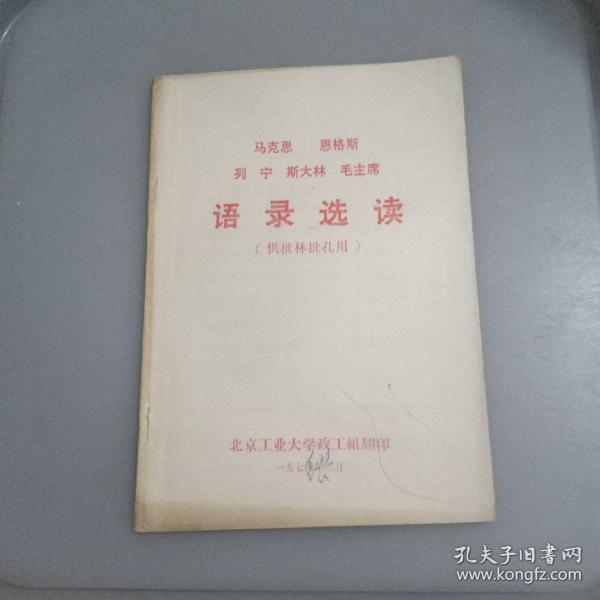 马克思 恩格斯
列宁 斯大林 毛主席
语录选读
(供批林批孔用)
北京工业大学政工组翻印
一九七
月
孔夫子旧书网
www.kongfz.com